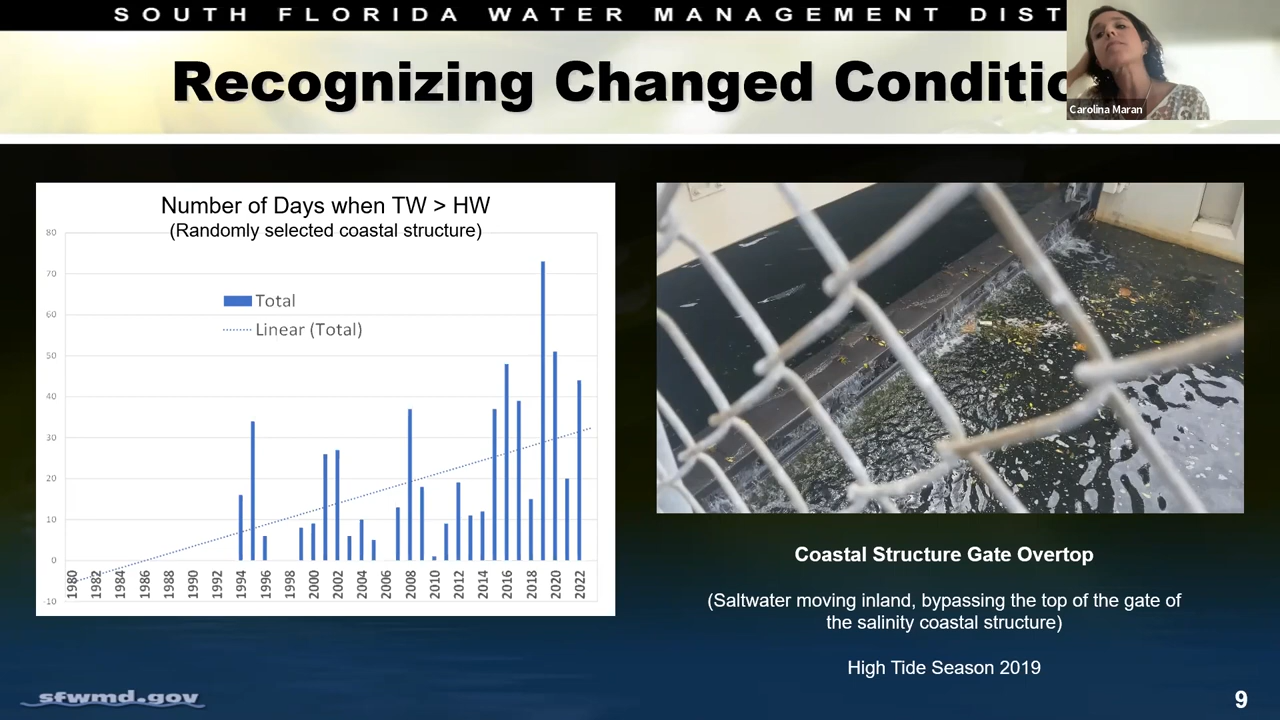 SOUTH FLORIDA WATER MANAGEMENT DIST
Recognizing Changed Conditio
Carolina Maran
Number of Days when TW > HW
(Randomly selected coastal structure)
80
70
60
50
40
30
20
10
0
-10
Total
Linear (Total)
1980 1982 1984 1986 1988 1990 1992 1994 1996 1998 2000 2002 2004 2006 2008 2010 2012 2014 2016 2018 2020 2022
Coastal Structure Gate Overtop
(Saltwater moving inland, bypassing the top of the gate of
the salinity coastal structure)
High Tide Season 2019
sfwmd.gov
9